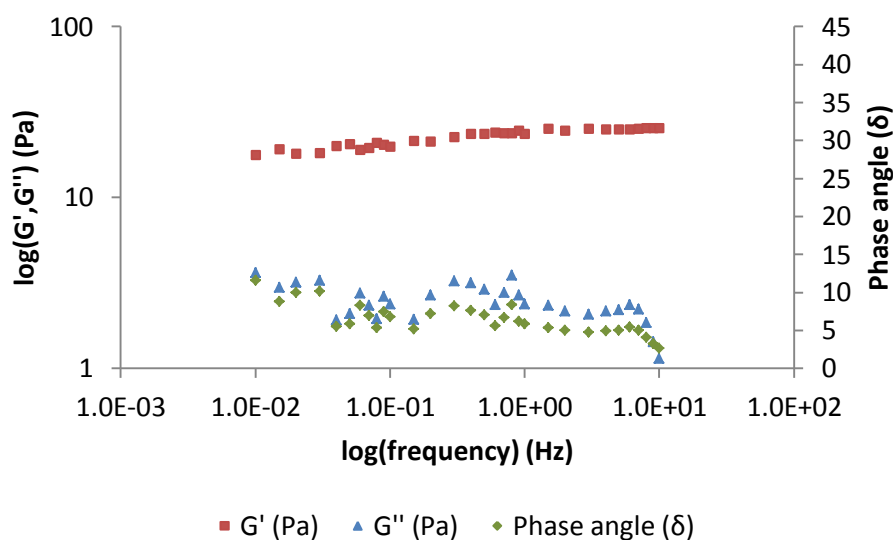 100
10
1
log(G',G'') (Pa)
45
40
35
30
25
20
15
10
5
0
Phase angle (δ)
1.0E-03 1.0E-02 1.0E-01 1.0E+00 1.0E+01 1.0E+02
log(frequency) (Hz)
G' (Pa) G'' (Pa) Phase angle (δ)